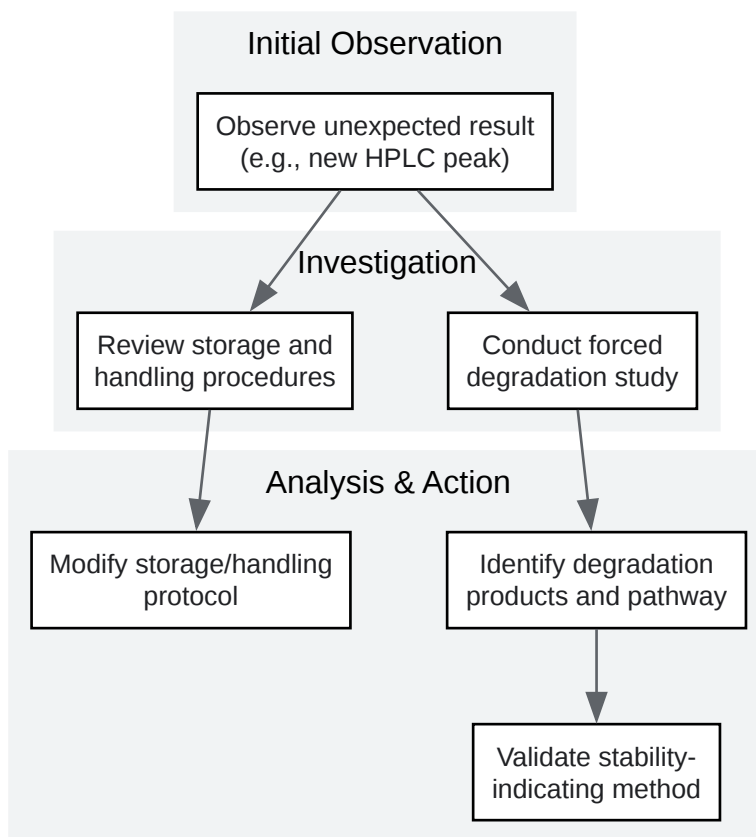 Initial Observation
Observe unexpected result
(e.g., new HPLC peak)
Investigation
Review storage and
handling procedures
Conduct forced
degradation study
Analysis & Action
Modify storage/handling
protocol
Identify degradation
products and pathway
Validate stability-
indicating method